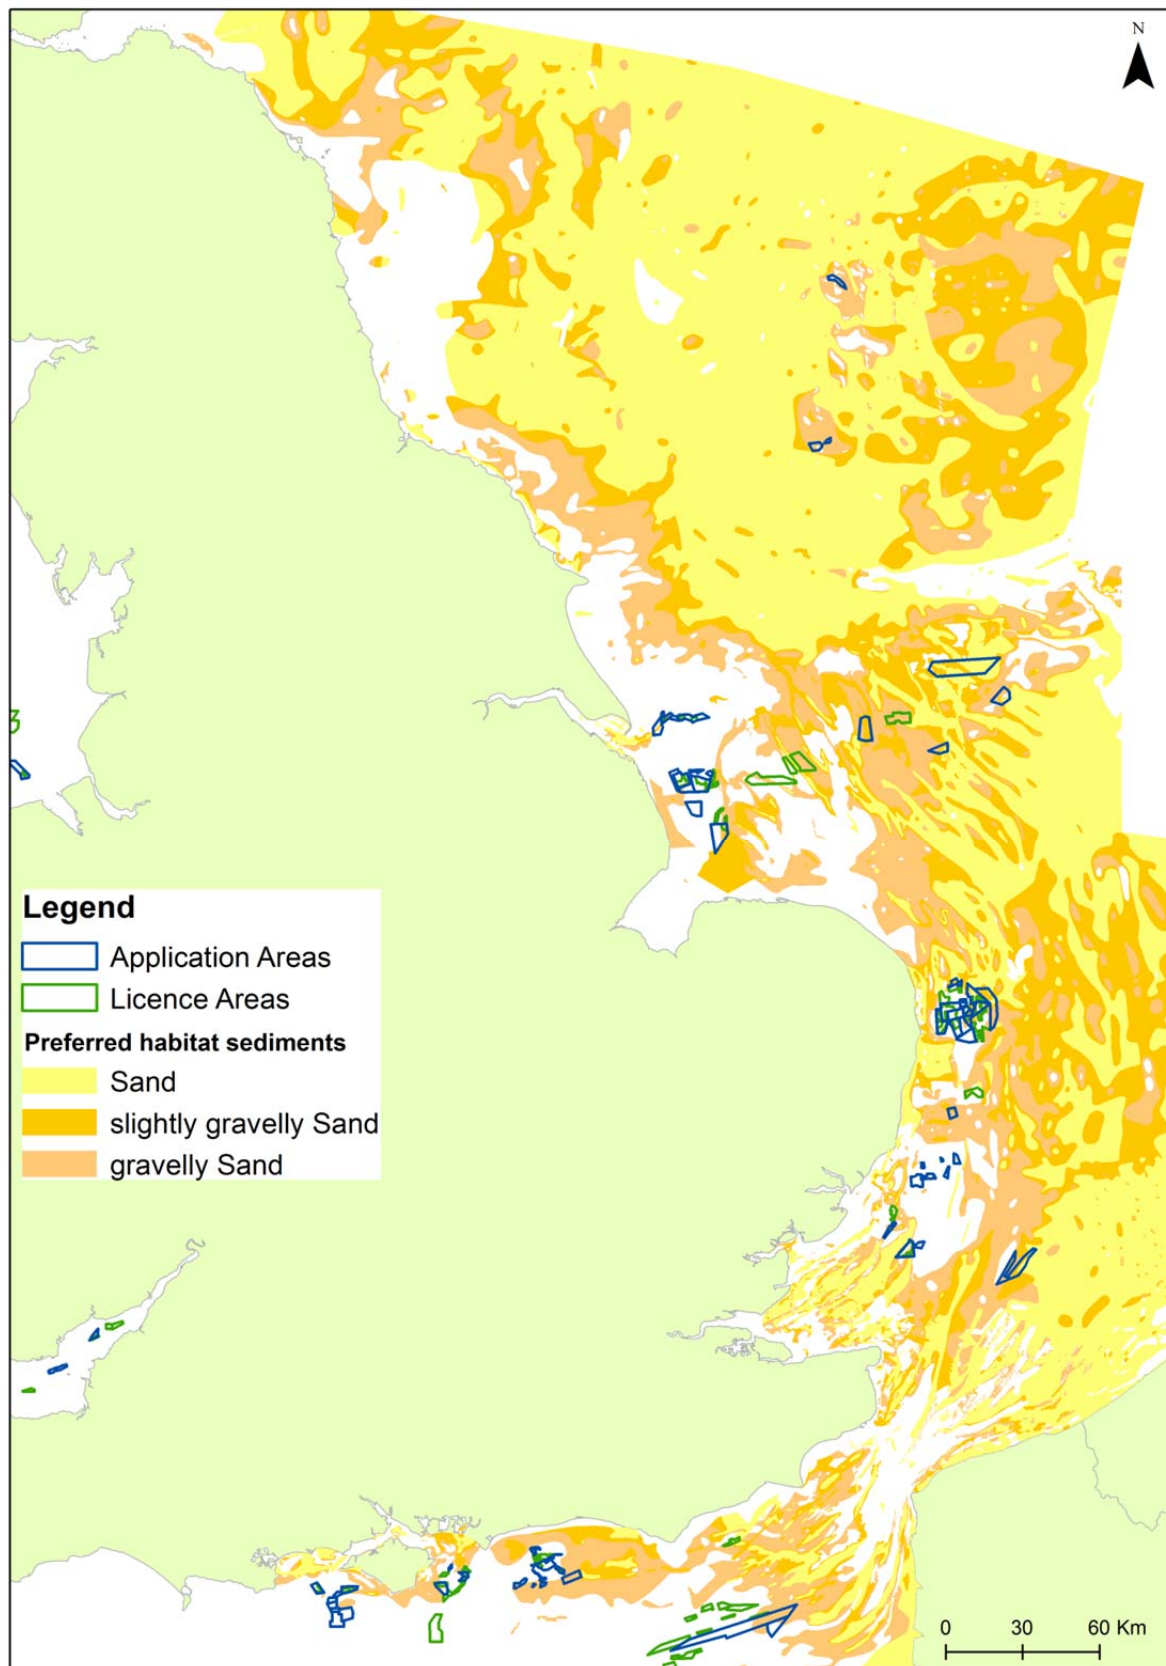 N
Legend
Application Areas
Licence Areas
Preferred habitat sediments
Sand
slightly gravelly Sand
gravelly Sand
0 30 60 Km